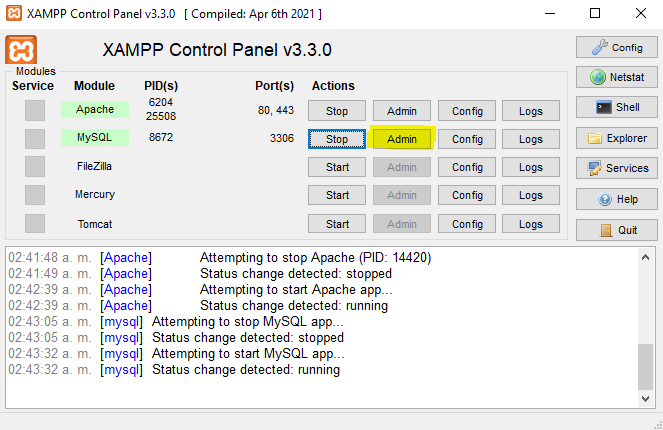 XAMPP Control Panel v3.3.0 [ Compiled: Apr 6th 2021 ]
XAMPP Control Panel v3.3.0
Config
Modules
Service Module PID(s) Port(s) Actions
Netstat
Apache 6204 25508 80, 443 Stop Admin Config Logs
Shell
MySQL 8672 3306 Stop Admin Config Logs
Explorer
FileZilla Start Admin Config Logs
Services
Mercury Start Admin Config Logs
Help
Tomcat Start Admin Config Logs
Quit
02:41:48 a. m. [Apache] Attempting to stop Apache (PID: 14420)
02:41:49 a. m. [Apache] Status change detected: stopped
02:42:39 a. m. [Apache] Attempting to start Apache app...
02:42:39 a. m. [Apache] Status change detected: running
02:43:05 a. m. [mysql] Attempting to stop MySQL app...
02:43:05 a. m. [mysql] Status change detected: stopped
02:43:32 a. m. [mysql] Attempting to start MySQL app...
02:43:32 a. m. [mysql] Status change detected: running